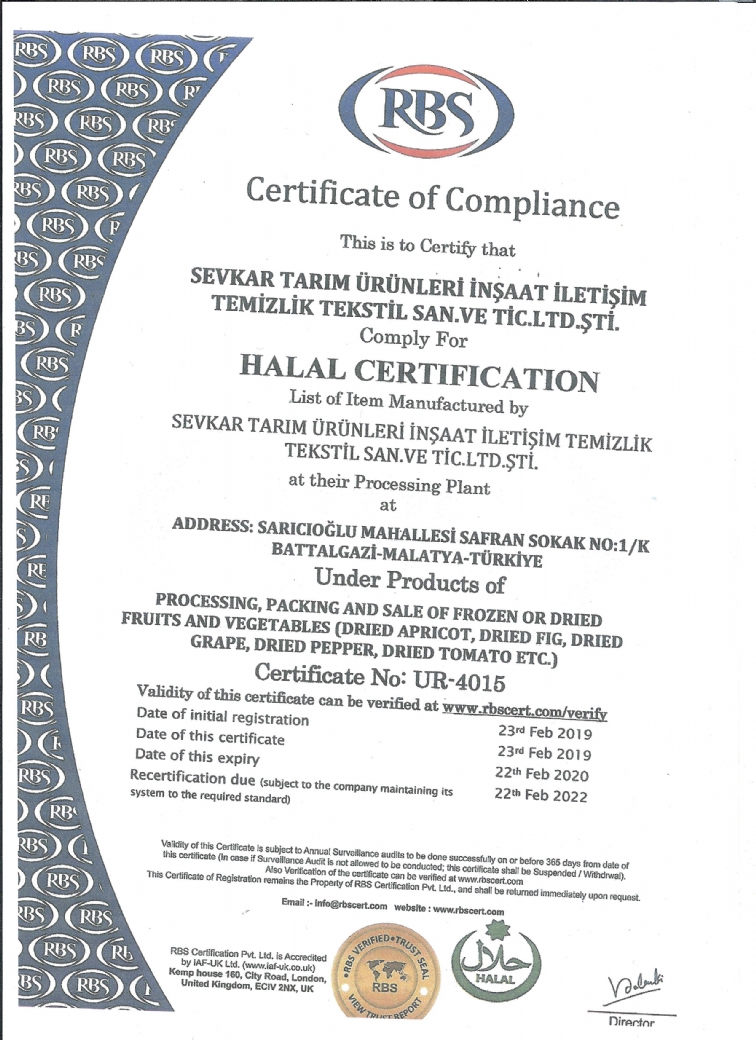 RBS
Certificate of Compliance
This is to Certify that
SEVKAR TARIM ÜRÜNLERİ İNŞAAT İLETİŞİM
TEMİZLİK TEKSTİL SAN.VE TİC.LTD.ŞTİ.
Comply For
HALAL CERTIFICATION
List of Item Manufactured by
SEVKAR TARIM ÜRÜNLERİ İNŞAAT İLETİŞİM TEMİZLİK
TEKSTİL SAN.VE TİC.LTD.ŞTİ.
at their Processing Plant
at
ADDRESS: SARICIOĞLU MAHALLESİ SAFRAN SOKAK NO:1/K
BATTALGAZİ-MALATYA-TÜRKİYE
Under Products of
PROCESSING, PACKING AND SALE OF FROZEN OR DRIED
FRUITS AND VEGETABLES (DRIED APRICOT, DRIED FIG, DRIED
GRAPE, DRIED PEPPER, DRIED TOMATO ETC.)
Certificate No: UR-4015
Validity of this certificate can be verified at www.rbscert.com/verify
Date of initial registration 23rd Feb 2019
Date of this certificate 23rd Feb 2019
Date of this expiry 22th Feb 2020
Recertification due (subject to the company maintaining its 22th Feb 2022
system to the required standard)
Validity of this Certificate is subject to Annual Surveillance audits to be done successfully on or before 365 days from date of
this certificate (In case if Surveillance Audit is not allowed to be conducted; this certificate shall be Suspended / Withdrwal).
Also Verification of the certificate can be verified at www.rbscert.com
This Certificate of Registration remains the Property of RBS Certification Pvt. Ltd., and shall be returned immediately upon request.
Email :- info@rbscert.com website : www.rbscert.com
RBS Certification Pvt. Ltd. is Accredited
by IAF-UK Ltd. (www.iaf-uk.co.uk)
Kemp house 160, City Road, London,
United Kingdom, ECIV 2NX, UK
RBS VERIFIED • TRUST SEAL
RBS
VIEW TRUST REPORT
حلال
HALAL
Director